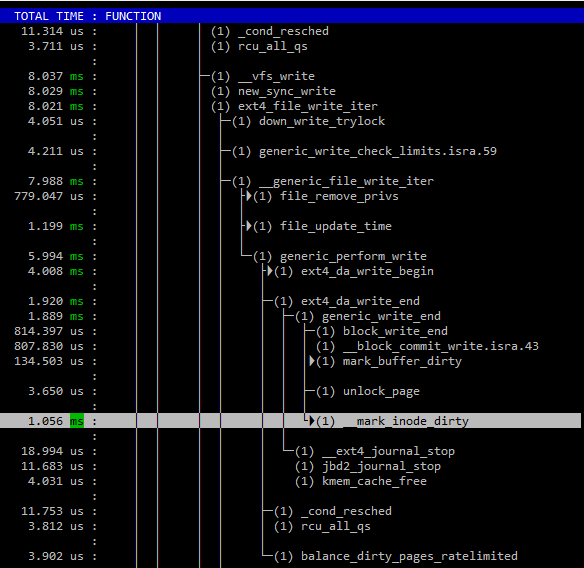 TOTAL TIME : FUNCTION
11.314 us : (1) _cond_resched
3.711 us : (1) rcu_all_qs
:
8.037 ms : (1) __vfs_write
8.029 ms : (1) new_sync_write
8.021 ms : (1) ext4_file_write_iter
4.051 us : (1) down_write_trylock
:
4.211 us : (1) generic_write_check_limits.isra.59
:
7.988 ms : (1) __generic_file_write_iter
779.047 us : (1) file_remove_privs
:
1.199 ms : (1) file_update_time
:
5.994 ms : (1) generic_perform_write
4.008 ms : (1) ext4_da_write_begin
:
1.920 ms : (1) ext4_da_write_end
1.889 ms : (1) generic_write_end
814.397 us : (1) block_write_end
807.830 us : (1) __block_commit_write.isra.43
134.503 us : (1) mark_buffer_dirty
:
3.650 us : (1) unlock_page
:
1.056 ms : (1) __mark_inode_dirty
:
18.994 us : (1) __ext4_journal_stop
11.683 us : (1) jbd2_journal_stop
4.031 us : (1) kmem_cache_free
:
11.753 us : (1) _cond_resched
3.812 us : (1) rcu_all_qs
:
3.902 us : (1) balance_dirty_pages_ratelimited